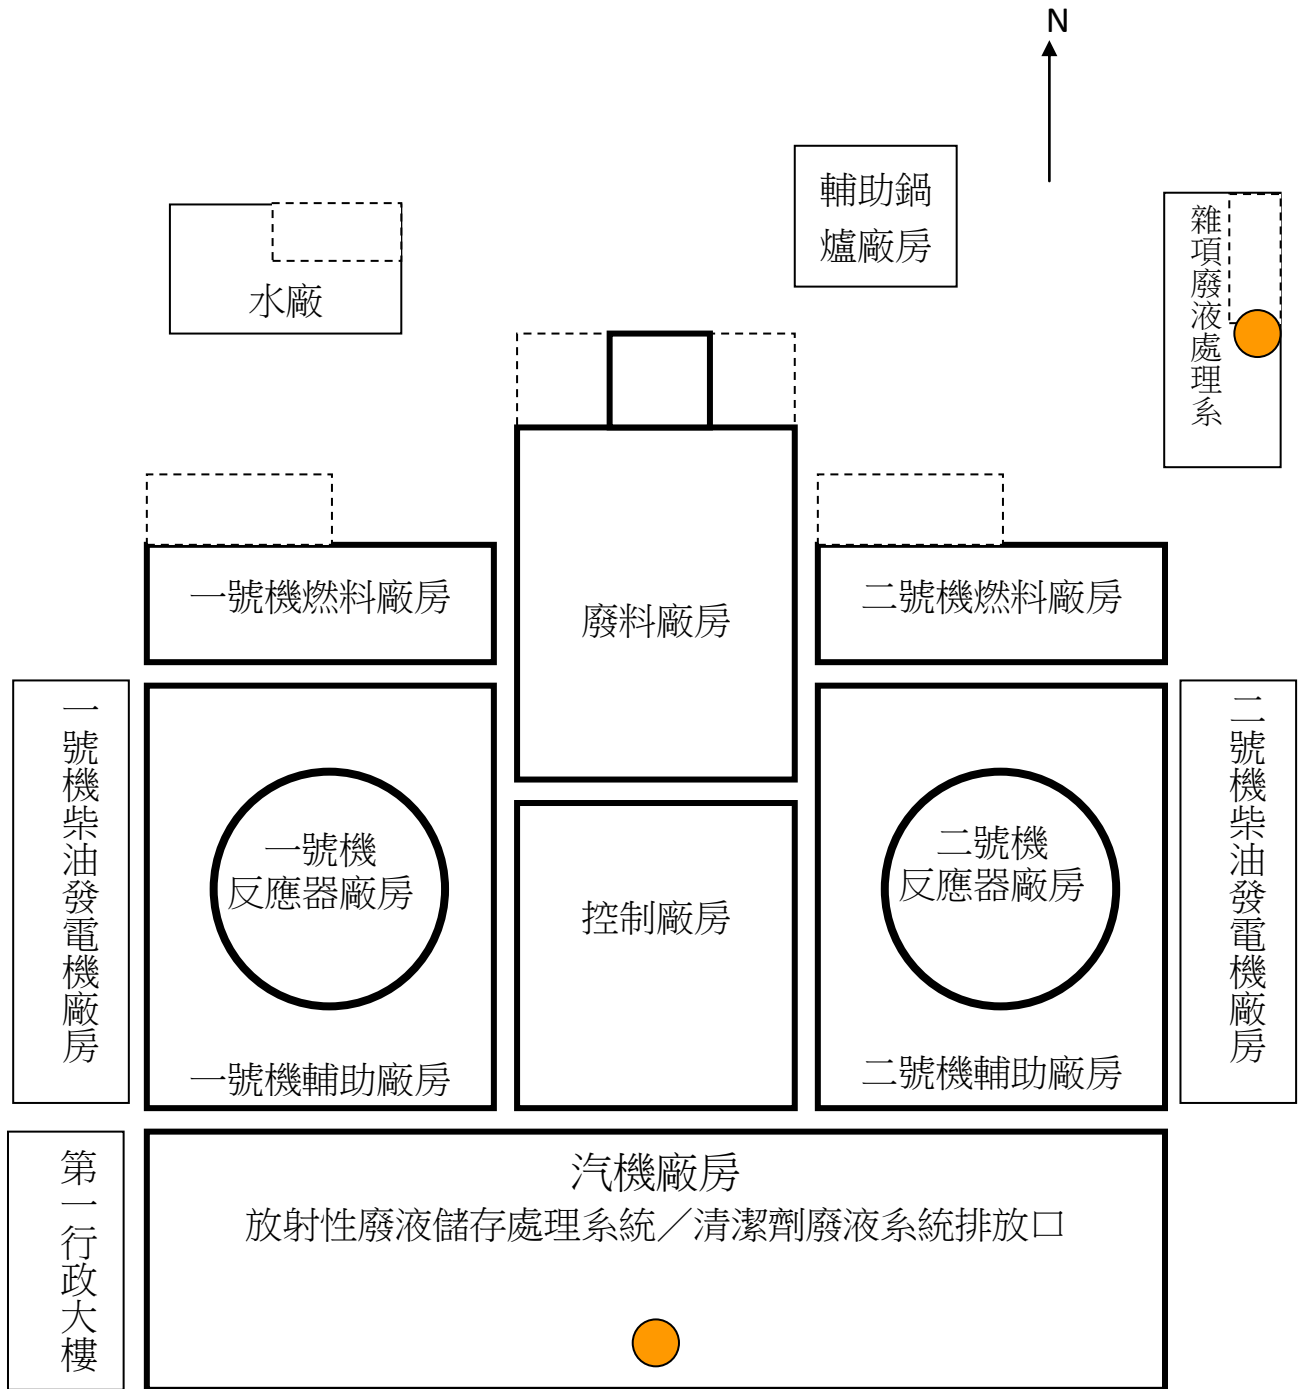 N
輔助鍋
爐廠房
雜項廢液處理系
水廠
一號機燃料廠房
廢料廠房
二號機燃料廠房
一號機柴油發電機廠房
一號機
反應器廠房
控制廠房
二號機
反應器廠房
二號機柴油發電機廠房
一號機輔助廠房
二號機輔助廠房
第一行政大樓
汽機廠房
放射性廢液儲存處理系統／清潔劑廢液系統排放口